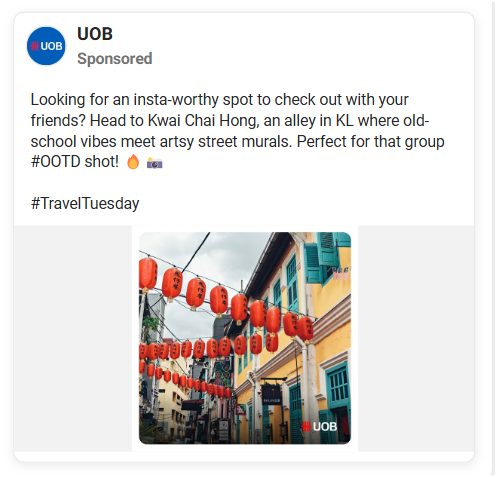 UOB
UOB
Sponsored
Looking for an insta-worthy spot to check out with your
friends? Head to Kwai Chai Hong, an alley in KL where old-
school vibes meet artsy street murals. Perfect for that group
#OOTD shot! 🔥 📸
#TravelTuesday
UOB